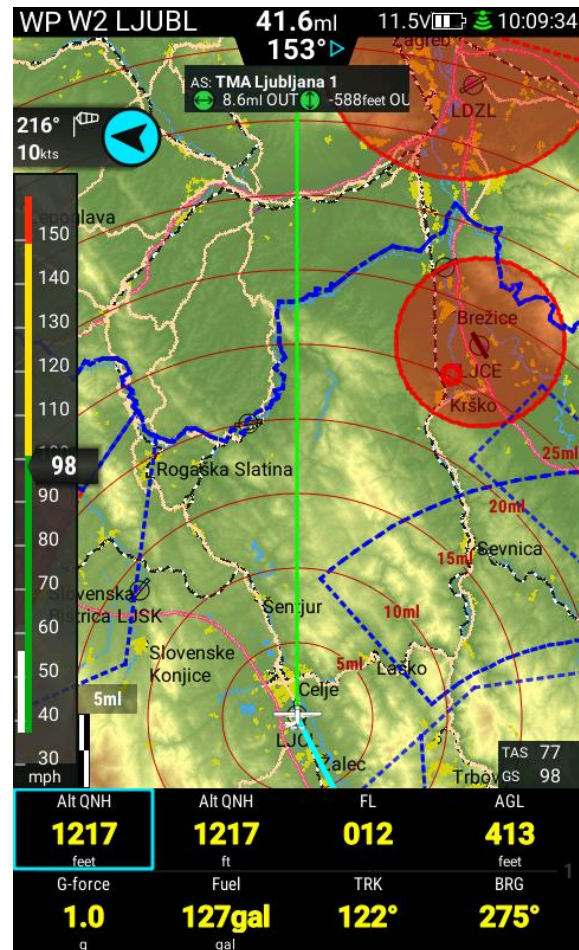 WP W2 LJUBL
41.6ml
11.5V
10:09:34
153°
Zagreb
AS: TMA Ljubljana 1
8.6ml OUT
-588feet OU
LDZL
216°
10kts
150
Brežice
LJCE
Krško
140
130
120
110
98
90
80
70
60
50
40
30
mph
Rogaška Slatina
25ml
20ml
15ml
Sevnica
10ml
Slovenska
Bistrica LJSK
Šentjur
Slovenske
Konjice
5ml
Laško
5ml
Celje
Žalec
TAS 77
GS 98
Alt QNH
1217
feet
Alt QNH
1217
ft
FL
012
AGL
413
feet
1
G-force
1.0
g
Fuel
127gal
gal
TRK
122°
BRG
275°